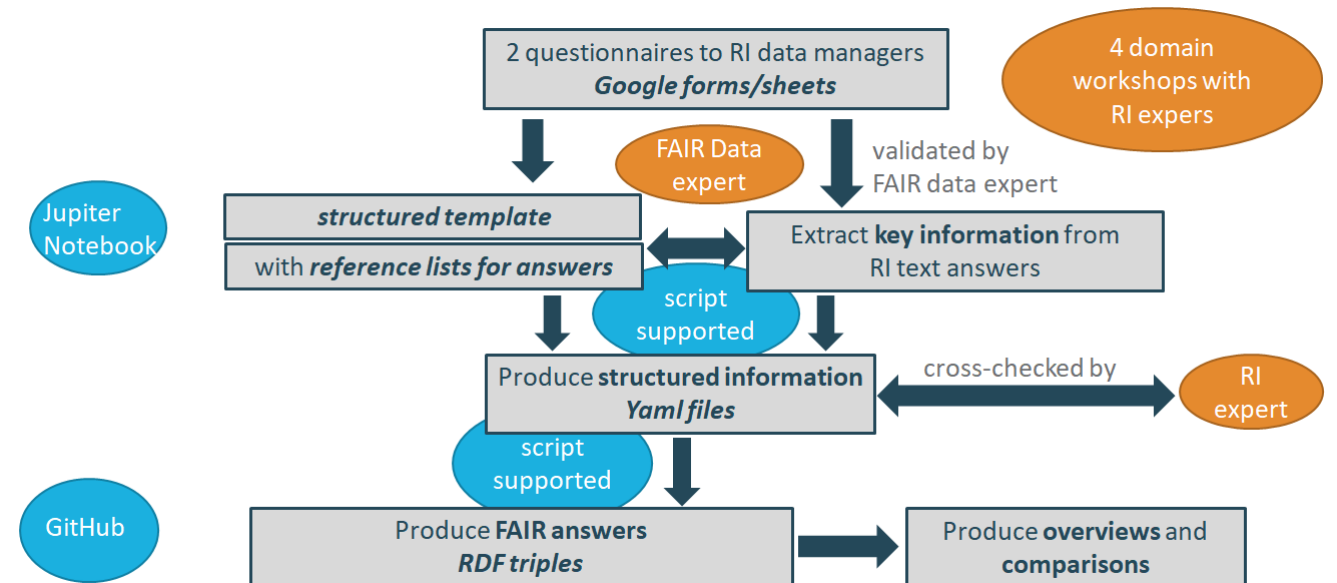 2 questionnaires to RI data managers
Google forms/sheets
4 domain
workshops with
RI expers
FAIR Data
expert
validated by
FAIR data expert
Jupiter
Notebook
structured template
with reference lists for answers
Extract key information from
RI text answers
script
supported
Produce structured information
Yaml files
cross-checked by
RI
expert
script
supported
GitHub
Produce FAIR answers
RDF triples
Produce overviews and
comparisons